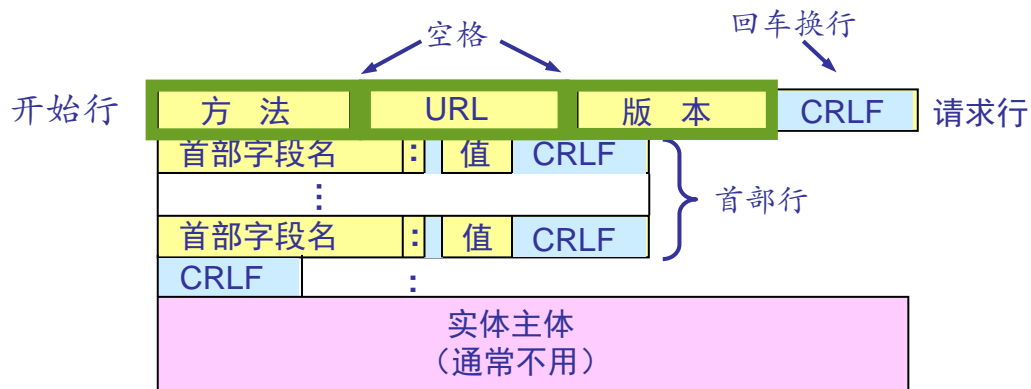 空格
回车换行
开始行 方 法 URL 版 本 CRLF 请求行
首部字段名 : 值 CRLF
⋮
首部行
首部字段名 : 值 CRLF
CRLF :
实体主体
（通常不用）